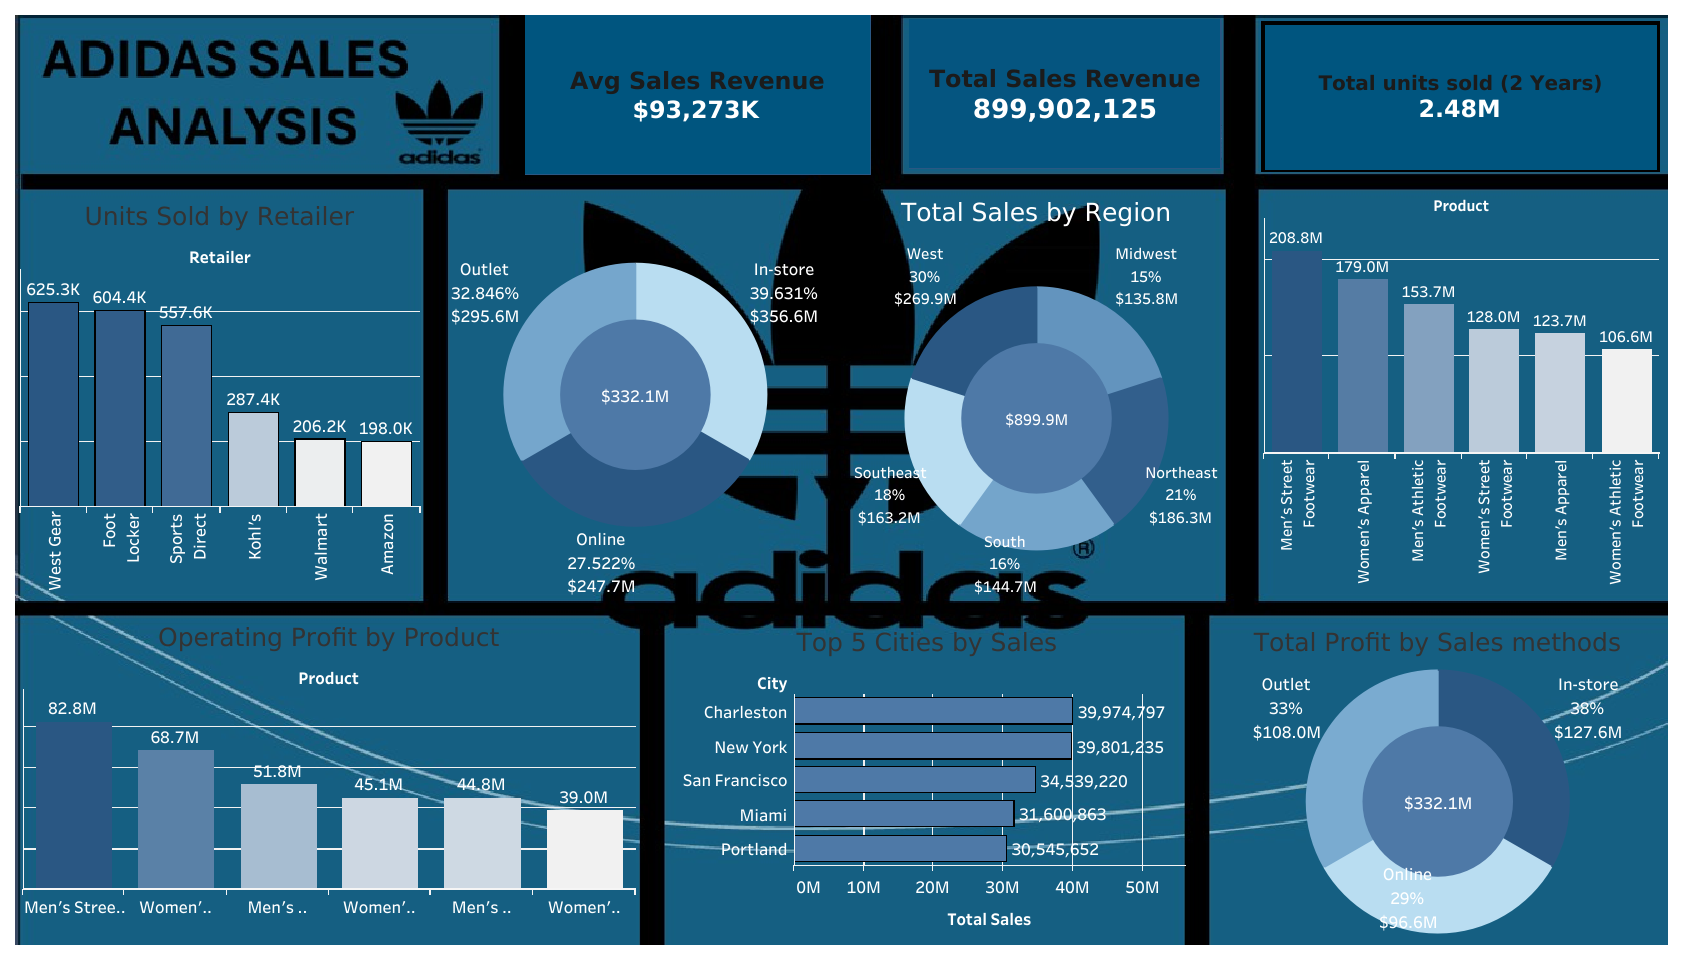 ADIDAS SALES
ANALYSIS
adidas
Avg Sales Revenue
$93,273K
Total Sales Revenue
899,902,125
Total units sold (2 Years)
2.48M
Units Sold by Retailer
Retailer
625.3K
604.4K
557.6K
287.4K
206.2K
198.0K
West Gear
Foot
Locker
Sports
Direct
Kohl's
Walmart
Amazon
Outlet
32.846%
$295.6M
In-store
39.631%
$356.6M
$332.1M
Online
27.522%
$247.7M
Total Sales by Region
West
30%
$269.9M
Midwest
15%
$135.8M
$899.9M
Southeast
18%
$163.2M
Northeast
21%
$186.3M
South
16%
$144.7M
adidas
®
Product
208.8M
179.0M
153.7M
128.0M
123.7M
106.6M
Men's Street
Footwear
Women's Apparel
Men's Athletic
Footwear
Women's Street
Footwear
Men's Apparel
Women's Athletic
Footwear
Operating Profit by Product
Product
82.8M
68.7M
51.8M
45.1M
44.8M
39.0M
Men's Stree..
Women'..
Men's ..
Women'..
Men's ..
Women'..
Top 5 Cities by Sales
City
Charleston 39,974,797
New York 39,801,235
San Francisco 34,539,220
Miami 31,600,863
Portland 30,545,652
0M 10M 20M 30M 40M 50M
Total Sales
Total Profit by Sales methods
Outlet
33%
$108.0M
In-store
38%
$127.6M
$332.1M
Online
29%
$96.6M